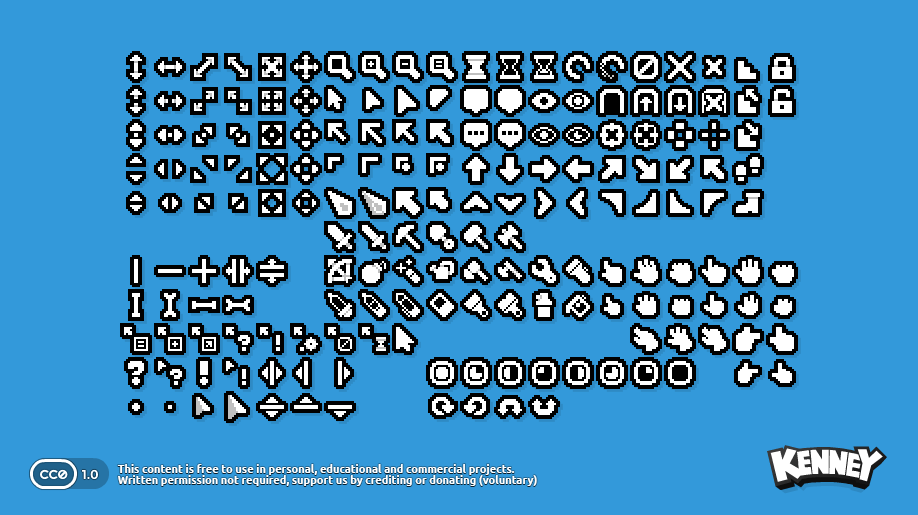 CC0 1.0
This content is free to use in personal, educational and commercial projects.
Written permission not required, support us by crediting or donating (voluntary)
KENNEY